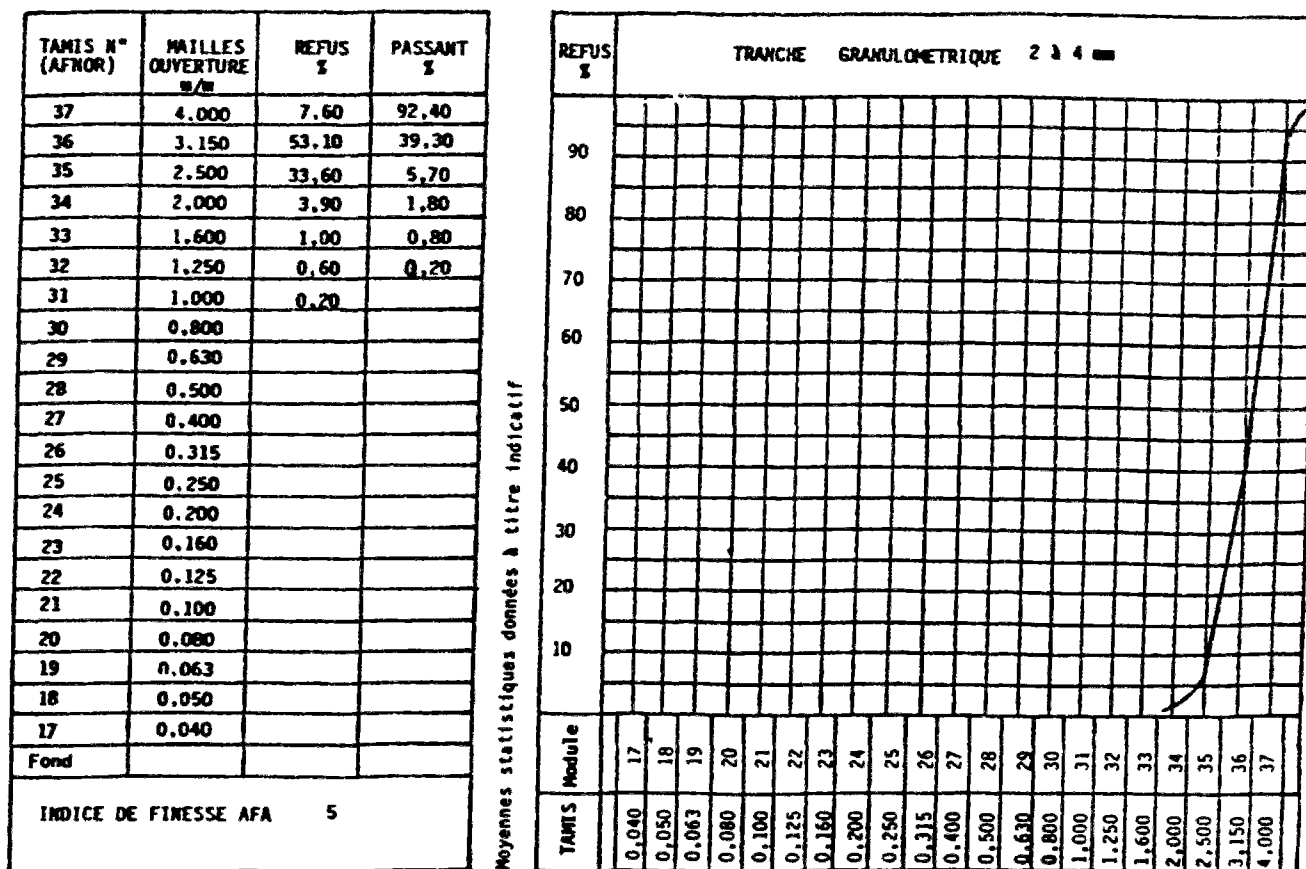 TAMIS N° (AFNOR) MAILLES OUVERTURE m/m REFUS % PASSANT %
37 4.000 7.60 92,40
36 3.150 53.10 39,30
35 2.500 33,60 5,70
34 2.000 3.90 1,80
33 1.600 1,00 0,80
32 1,250 0,60 0,20
31 1.000 0.20
30 0.800
29 0.630
28 0.500
27 0.400
26 0.315
25 0.250
24 0.200
23 0.160
22 0.125
21 0.100
20 0.080
19 0.063
18 0.050
17 0.040
Fond
INDICE DE FINESSE AFA 5
Moyennes statistiques données à titre indicatif
REFUS % TRANCHE GRANULOMETRIQUE 2 à 4 mm
90
80
70
60
50
40
30
20
10
Module 17 18 19 20 21 22 23 24 25 26 27 28 29 30 31 32 33 34 35 36 37
TAMIS 0,040 0,050 0,063 0,080 0,100 0,125 0,160 0,200 0,250 0,315 0,400 0,500 0,630 0,800 1,000 1.250 1,600 2,000 2,500 3,150 4,000